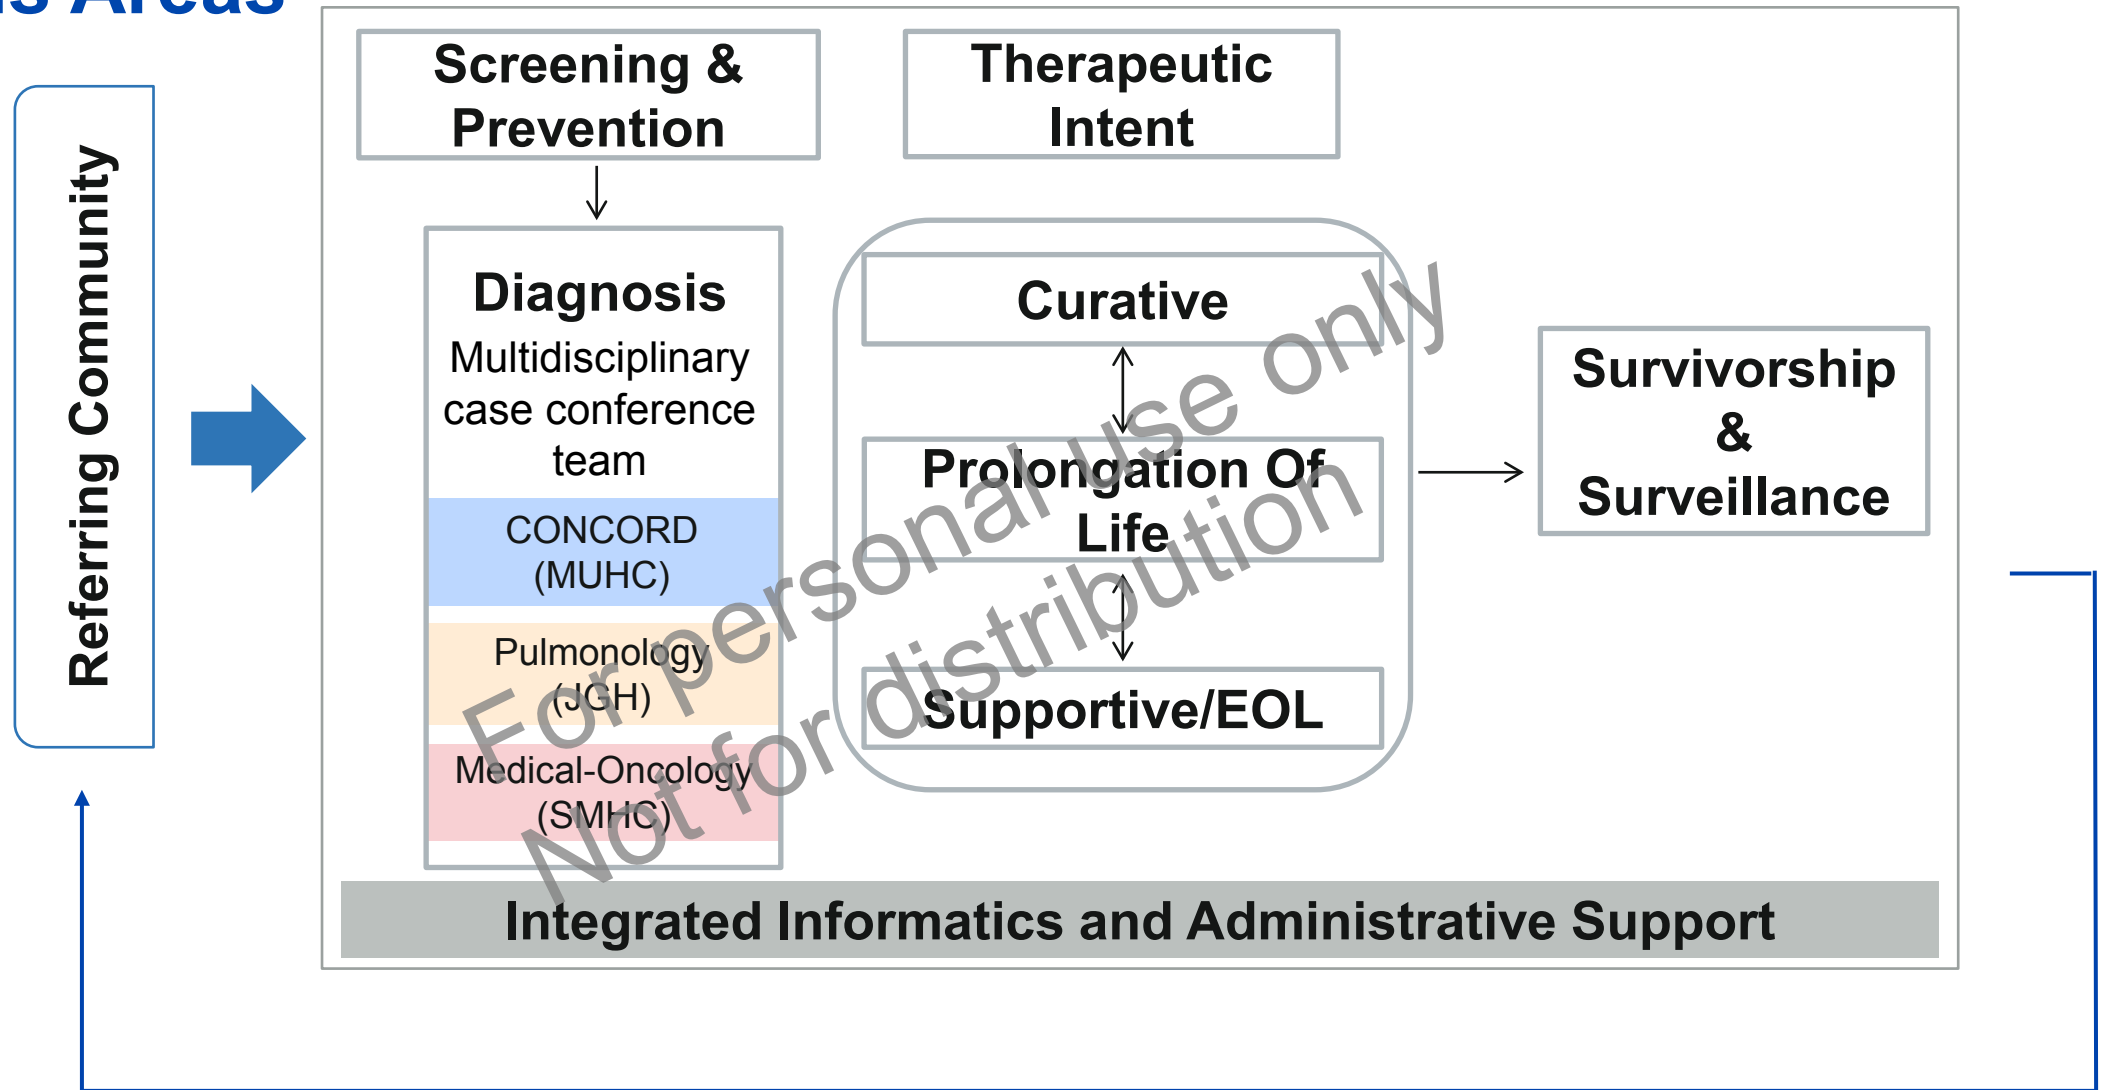 Areas
Referring Community
Screening &
Prevention
Diagnosis
Multidisciplinary
case conference
team
CONCORD
(MUHC)
Pulmonology
(JGH)
Medical-Oncology
(SMHC)
Therapeutic
Intent
Curative
Prolongation Of
Life
Supportive/EOL
Survivorship
&
Surveillance
Integrated Informatics and Administrative Support
For personal use only
Not for distribution